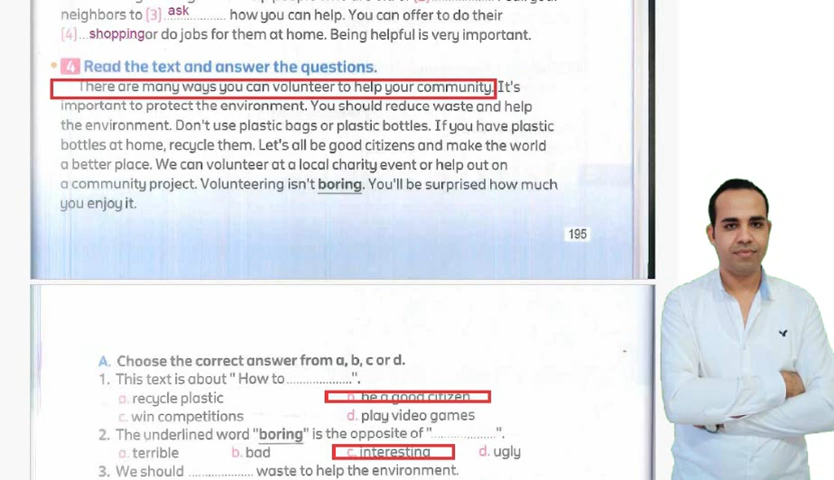 neighbors to (3) ask .......... how you can help. You can offer to do their
(4)...shopping or do jobs for them at home. Being helpful is very important.
4 Read the text and answer the questions.
There are many ways you can volunteer to help your community. It's
important to protect the environment. You should reduce waste and help
the environment. Don't use plastic bags or plastic bottles. If you have plastic
bottles at home, recycle them. Let's all be good citizens and make the world
a better place. We can volunteer at a local charity event or help out on
a community project. Volunteering isn't boring. You'll be surprised how much
you enjoy it.
195
A. Choose the correct answer from a, b, c or d.
1. This text is about " How to ..................".
a. recycle plastic b. be a good citizen
c. win competitions d. play video games
2. The underlined word "boring" is the opposite of "..................".
a. terrible b. bad c. interesting d. ugly
3. We should .................. waste to help the environment.